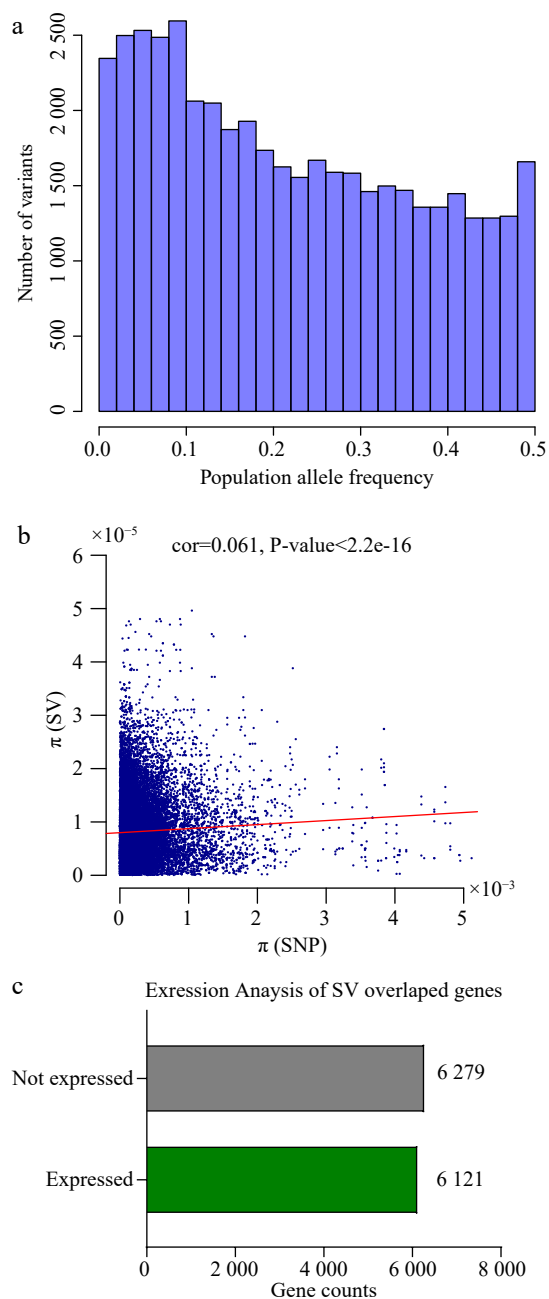 a
Number of variants
2 500
2 000
1 500
1 000
500
0
0.0 0.1 0.2 0.3 0.4 0.5
Population allele frequency
b
×10⁻⁵
cor=0.061, P-value<2.2e-16
π (SV)
6
5
4
3
2
1
0
0 1 2 3 4 5
×10⁻³
π (SNP)
c
Exression Anaysis of SV overlaped genes
Not expressed
6 279
Expressed
6 121
0 2 000 4 000 6 000 8 000
Gene counts